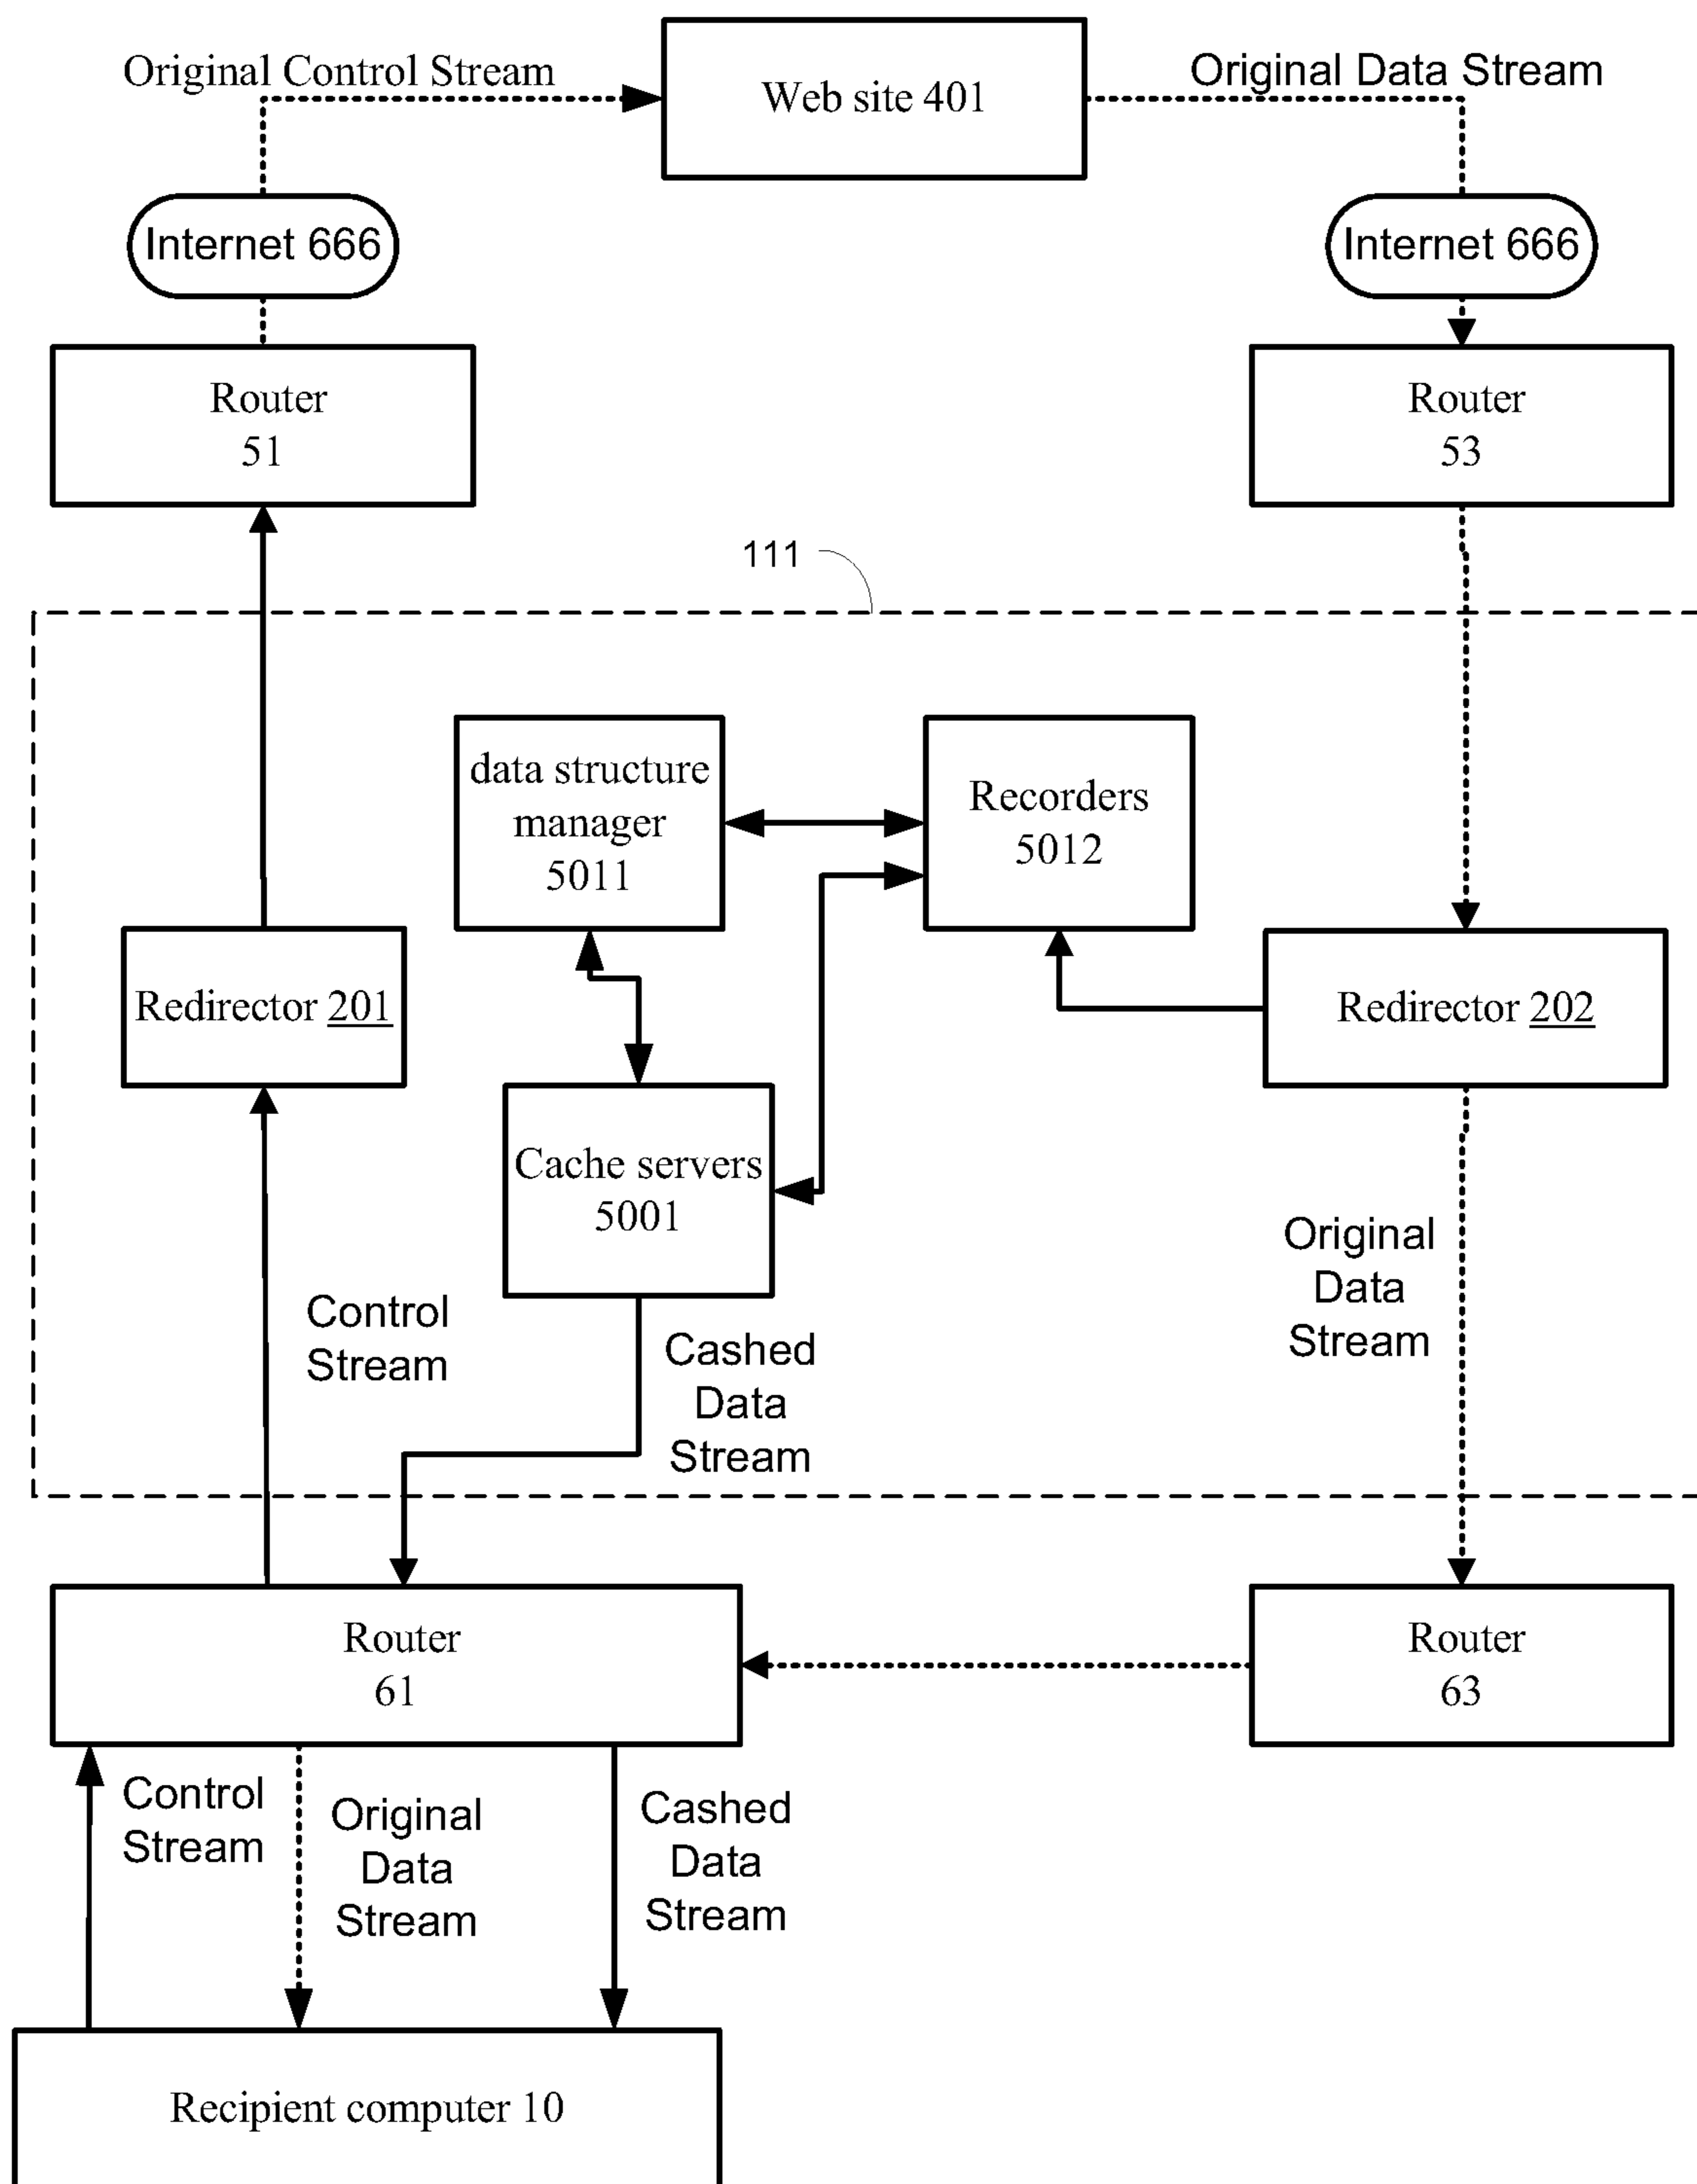 Original Control Stream
Web site 401
Original Data Stream
Internet 666
Internet 666
Router
51
Router
53
111
data structure
manager
5011
Recorders
5012
Redirector 201
Redirector 202
Cache servers
5001
Control
Stream
Cashed
Data
Stream
Original
Data
Stream
Router
61
Router
63
Control
Stream
Original
Data
Stream
Cashed
Data
Stream
Recipient computer 10